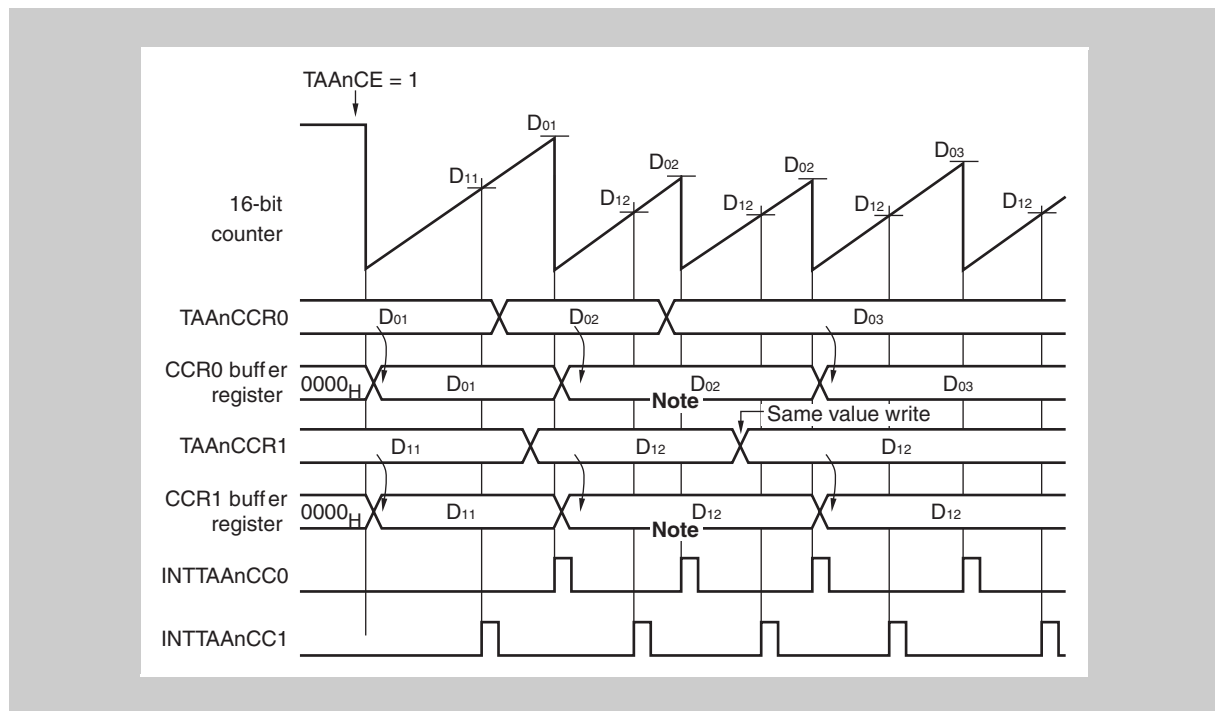 TAAnCE = 1
D01
D11
D02
D02
D03
D12
D12
D12
D12
16-bit
counter
TAAnCCR0
D01
D02
D03
CCR0 buffer
register
0000H
D01
D02
D03
Note
Same value write
TAAnCCR1
D11
D12
D12
CCR1 buffer
register
0000H
D11
D12
D12
Note
INTTAAnCC0
INTTAAnCC1